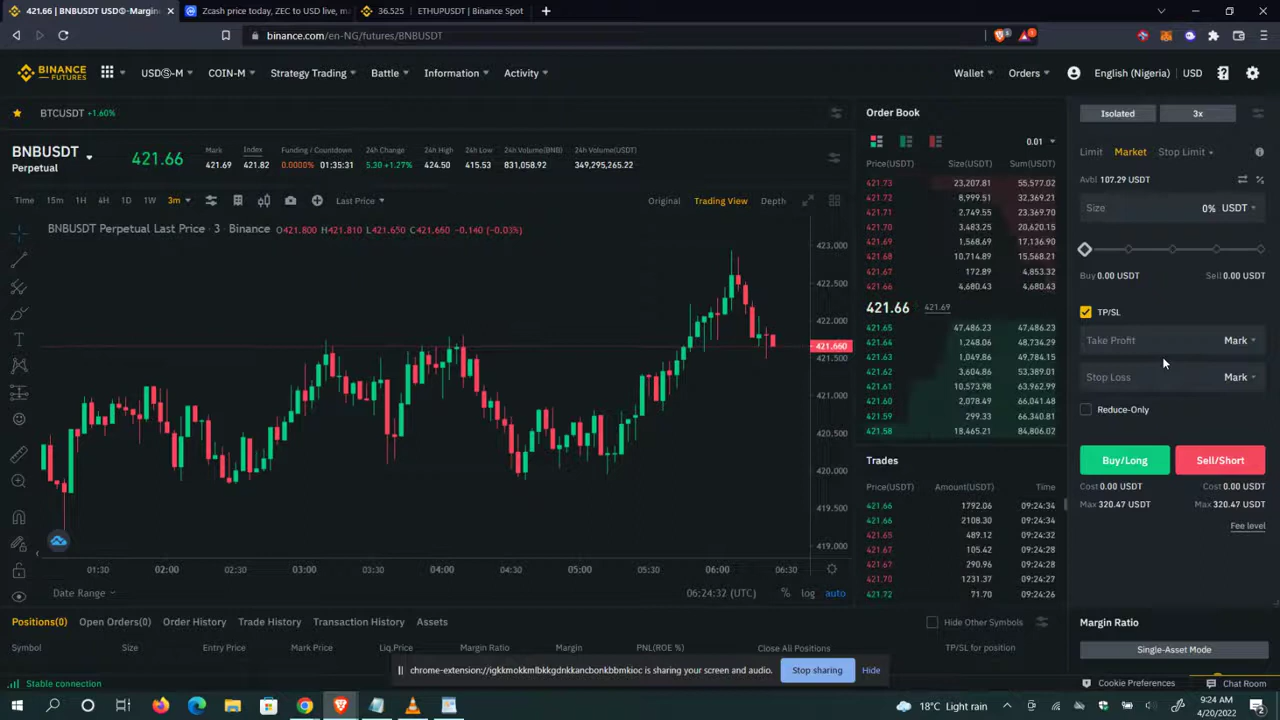 421.66 | BNBUSDT USDⓈ-Margine
Zcash price today, ZEC to USD live, ma
36.525 | ETHUPUSDT | Binance Spot
binance.com/en-NG/futures/BNBUSDT
BINANCE FUTURES
USDⓈ-M
COIN-M
Strategy Trading
Battle
Information
Activity
Wallet
Orders
English (Nigeria)
USD
BTCUSDT +1.60%
BNBUSDT
Perpetual
421.66
Mark
421.69
Index
421.82
Funding / Countdown
0.0000% 01:35:31
24h Change
5.30 +1.27%
24h High
424.50
24h Low
415.53
24h Volume(BNB)
831,058.92
24h Volume(USDT)
349,295,265.22
Time 15m 1H 4H 1D 1W 3m
Last Price
Original
Trading View
Depth
BNBUSDT Perpetual Last Price · 3 · Binance O421.800 H421.810 L421.650 C421.660 -0.140 (-0.03%)
423.000
422.500
422.000
421.660
421.500
421.000
420.500
420.000
419.500
419.000
01:30 02:00 02:30 03:00 03:30 04:00 04:30 05:00 05:30 06:00 06:30
Date Range
06:24:32 (UTC) % log auto
Order Book
0.01
Price(USDT) Size(USDT) Sum(USDT)
421.73 23,207.81 55,577.02
421.72 8,999.51 32,369.21
421.71 2,749.55 23,369.70
421.70 3,483.25 20,620.15
421.69 1,568.69 17,136.90
421.68 10,714.89 15,568.21
421.67 172.89 4,853.32
421.66 4,680.43 4,680.43
421.66 421.69
421.65 47,486.23 47,486.23
421.64 1,248.06 48,734.29
421.63 1,049.86 49,784.15
421.62 3,604.86 53,389.01
421.61 10,573.98 63,962.99
421.60 2,078.49 66,041.48
421.59 299.33 66,340.81
421.58 18,465.21 84,806.02
Trades
Price(USDT) Amount(USDT) Time
421.66 1792.06 09:24:34
421.66 2108.30 09:24:34
421.65 489.12 09:24:32
421.67 105.42 09:24:28
421.67 290.96 09:24:28
421.70 1231.37 09:24:28
421.72 71.70 09:24:26
Isolated
3x
Limit
Market
Stop Limit
Avbl 107.29 USDT
Size 0% USDT
Buy 0.00 USDT Sell 0.00 USDT
TP/SL
Take Profit Mark
Stop Loss Mark
Reduce-Only
Buy/Long
Sell/Short
Cost 0.00 USDT Cost 0.00 USDT
Max 320.47 USDT Max 320.47 USDT
Fee level
Positions(0)
Open Orders(0)
Order History
Trade History
Transaction History
Assets
Hide Other Symbols
Margin Ratio
Symbol Size Entry Price Mark Price Liq.Price Margin Ratio Margin PNL(ROE %) Close All Positions TP/SL for position
Single-Asset Mode
chrome-extension://igkkmokkmlbkkgdnkkancbonkbbmkioc is sharing your screen and audio.
Stop sharing
Hide
Stable connection
Cookie Preferences
Chat Room
18°C Light rain
9:24 AM
4/20/2022